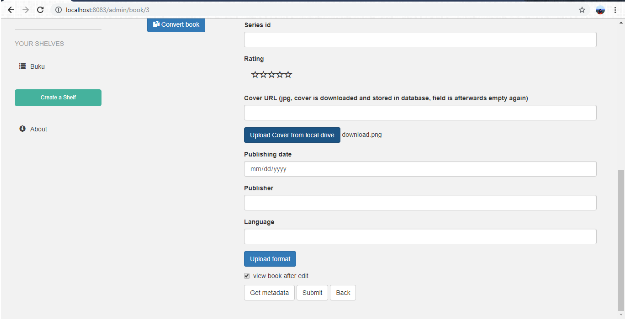 localhost:8083/admin/book/3
Convert book
YOUR SHELVES
Buku
Create a Shelf
About
Series id
Rating
Cover URL (jpg, cover is downloaded and stored in database, field is afterwards empty again)
Upload Cover from local drive download.png
Publishing date
mm/dd/yyyy
Publisher
Language
Upload format
view book after edit
Get metadata Submit Back